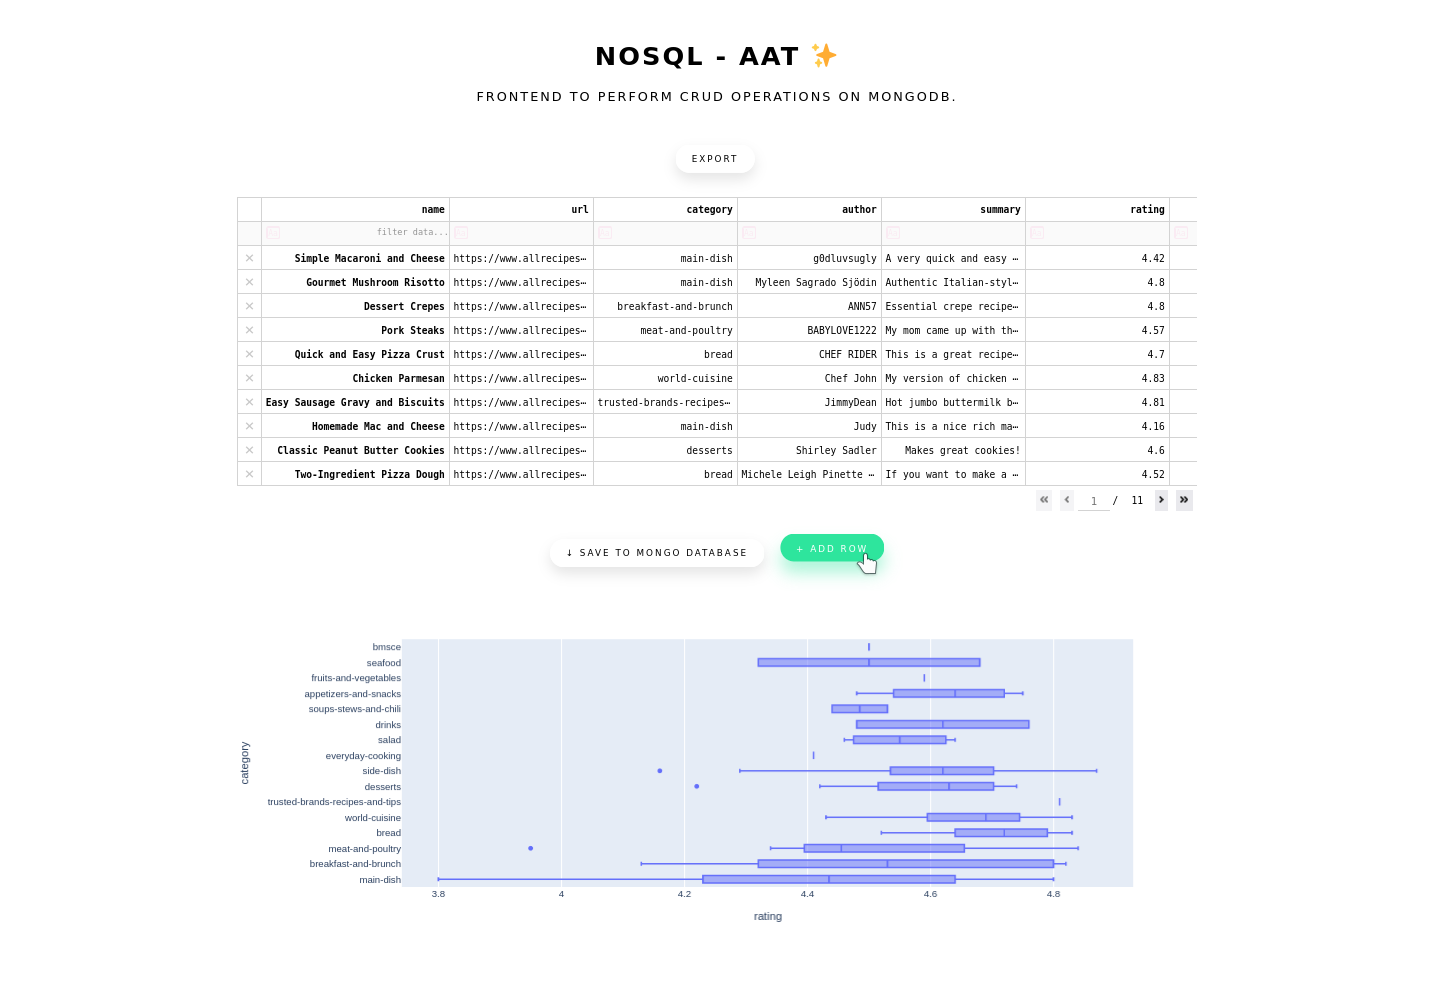 NOSQL - AAT ✨
FRONTEND TO PERFORM CRUD OPERATIONS ON MONGODB.
EXPORT
name url category author summary rating
filter data...
× Simple Macaroni and Cheese https://www.allrecipes⋯ main-dish g0dluvsugly A very quick and easy ⋯ 4.42
× Gourmet Mushroom Risotto https://www.allrecipes⋯ main-dish Myleen Sagrado Sjödin Authentic Italian-styl⋯ 4.8
× Dessert Crepes https://www.allrecipes⋯ breakfast-and-brunch ANN57 Essential crepe recipe⋯ 4.8
× Pork Steaks https://www.allrecipes⋯ meat-and-poultry BABYLOVE1222 My mom came up with th⋯ 4.57
× Quick and Easy Pizza Crust https://www.allrecipes⋯ bread CHEF RIDER This is a great recipe⋯ 4.7
× Chicken Parmesan https://www.allrecipes⋯ world-cuisine Chef John My version of chicken ⋯ 4.83
× Easy Sausage Gravy and Biscuits https://www.allrecipes⋯ trusted-brands-recipes⋯ JimmyDean Hot jumbo buttermilk b⋯ 4.81
× Homemade Mac and Cheese https://www.allrecipes⋯ main-dish Judy This is a nice rich ma⋯ 4.16
× Classic Peanut Butter Cookies https://www.allrecipes⋯ desserts Shirley Sadler Makes great cookies! 4.6
× Two-Ingredient Pizza Dough https://www.allrecipes⋯ bread Michele Leigh Pinette ⋯ If you want to make a ⋯ 4.52
« ‹ 1 / 11 › »
↓ SAVE TO MONGO DATABASE + ADD ROW
bmsce
seafood
fruits-and-vegetables
appetizers-and-snacks
soups-stews-and-chili
drinks
salad
everyday-cooking
side-dish
desserts
trusted-brands-recipes-and-tips
world-cuisine
bread
meat-and-poultry
breakfast-and-brunch
main-dish
category
3.8 4 4.2 4.4 4.6 4.8
rating